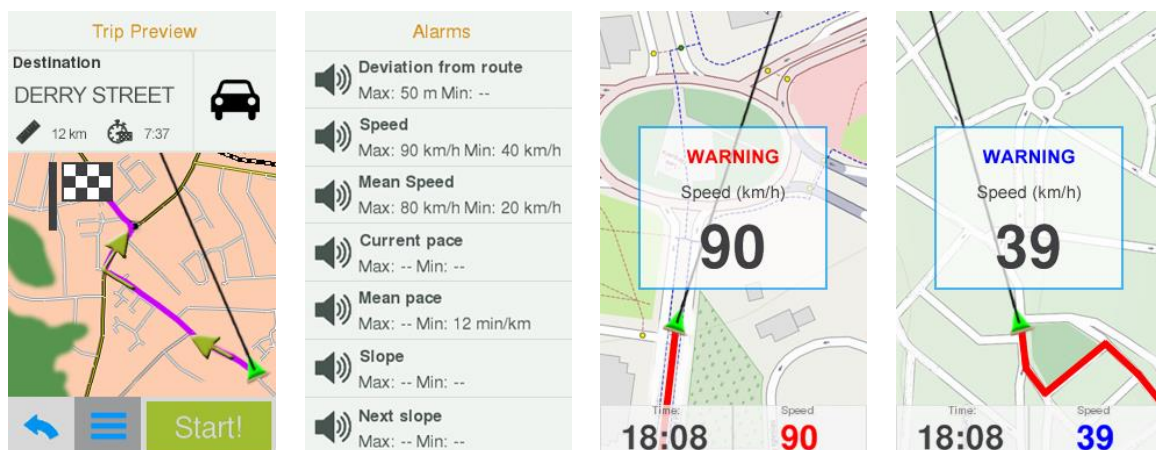 Trip Preview
Destination
DERRY STREET
12 km 7:37
Start!
Alarms
Deviation from route
Max: 50 m Min: --
Speed
Max: 90 km/h Min: 40 km/h
Mean Speed
Max: 80 km/h Min: 20 km/h
Current pace
Max: -- Min: --
Mean pace
Max: -- Min: 12 min/km
Slope
Max: -- Min: --
Next slope
Max: -- Min: --
WARNING
Speed (km/h)
90
Time: Speed
18:08 90
WARNING
Speed (km/h)
39
Time: Speed
18:08 39